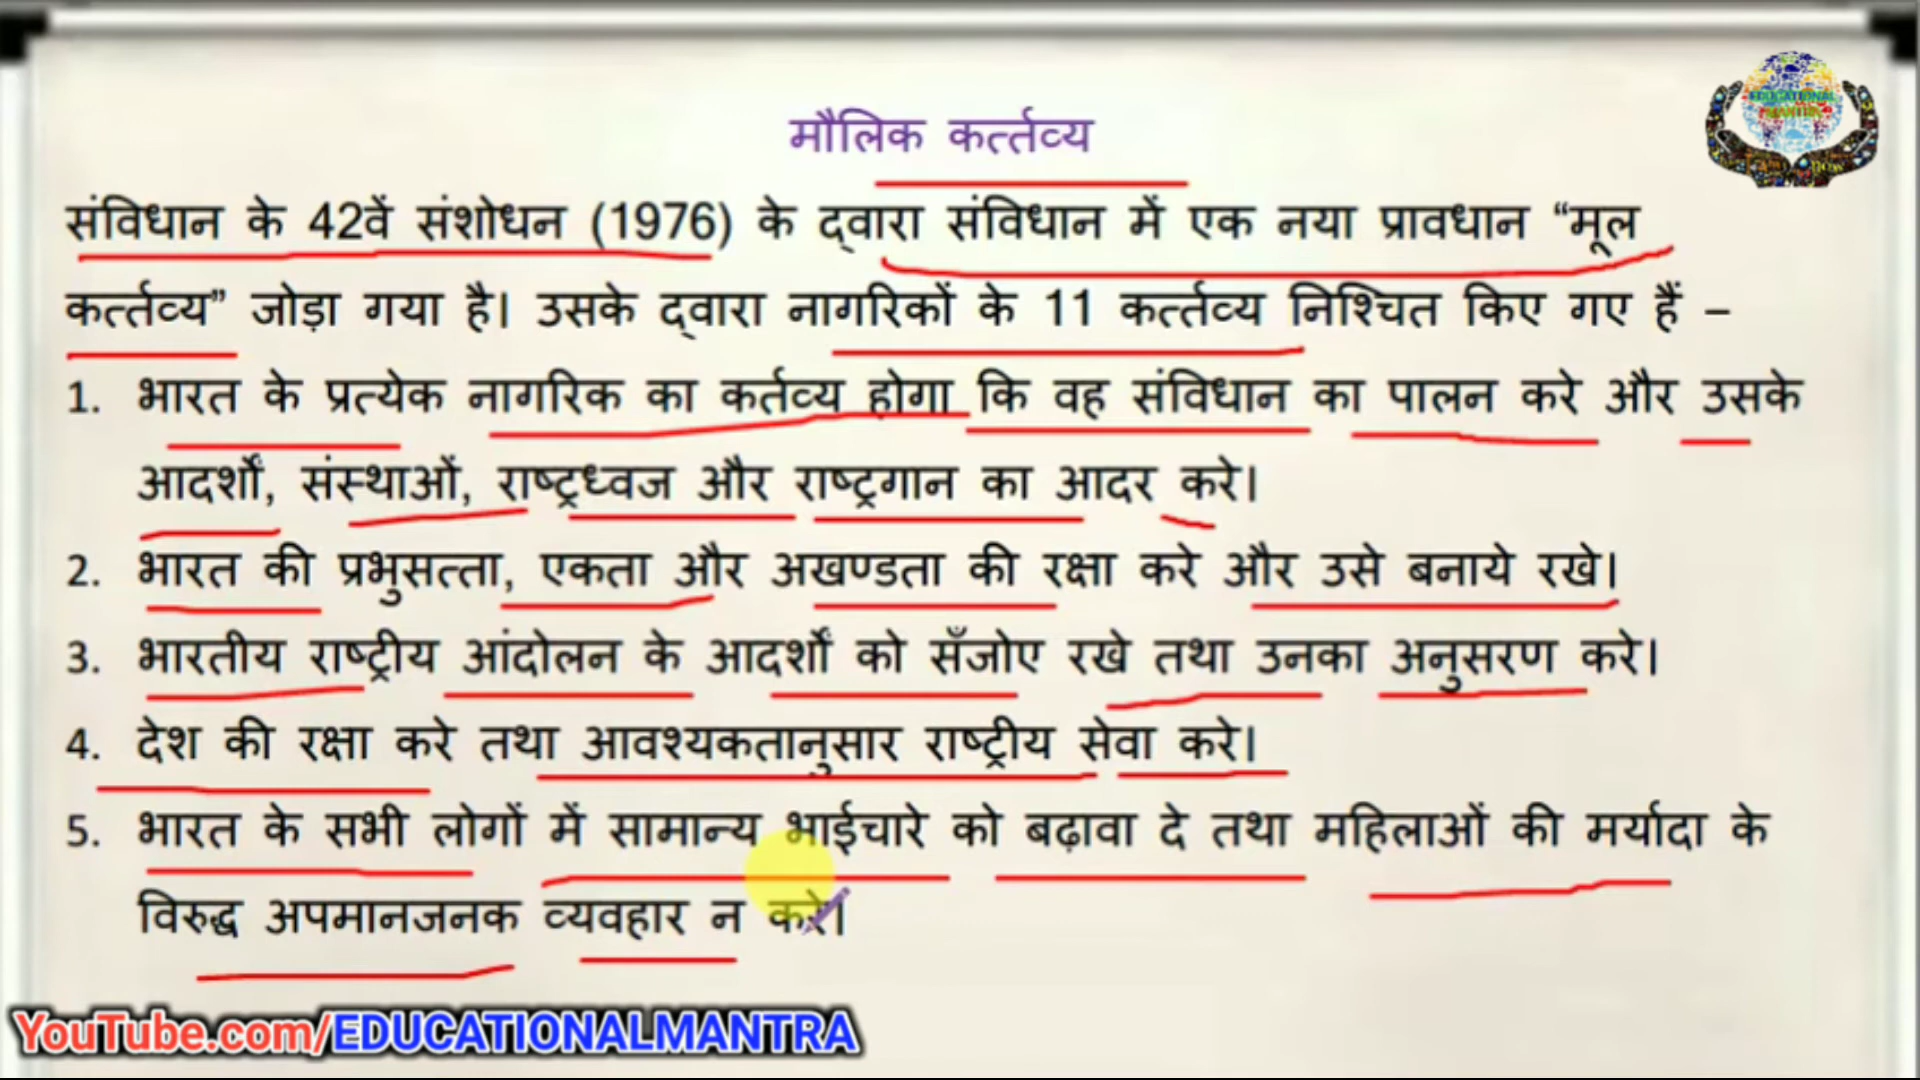 EDUCATIONAL
MANTRA
मौलिक कर्त्तव्य
संविधान के 42वें संशोधन (1976) के द्वारा संविधान में एक नया प्रावधान “मूल
कर्त्तव्य” जोड़ा गया है। उसके द्वारा नागरिकों के 11 कर्त्तव्य निश्चित किए गए हैं –
1. भारत के प्रत्येक नागरिक का कर्तव्य होगा कि वह संविधान का पालन करे और उसके
आदर्शों, संस्थाओं, राष्ट्रध्वज और राष्ट्रगान का आदर करे।
2. भारत की प्रभुसत्ता, एकता और अखण्डता की रक्षा करे और उसे बनाये रखे।
3. भारतीय राष्ट्रीय आंदोलन के आदर्शों को सँजोए रखे तथा उनका अनुसरण करे।
4. देश की रक्षा करे तथा आवश्यकतानुसार राष्ट्रीय सेवा करे।
5. भारत के सभी लोगों में सामान्य भाईचारे को बढ़ावा दे तथा महिलाओं की मर्यादा के
विरुद्ध अपमानजनक व्यवहार न करे।
YouTube.com/EDUCATIONALMANTRA